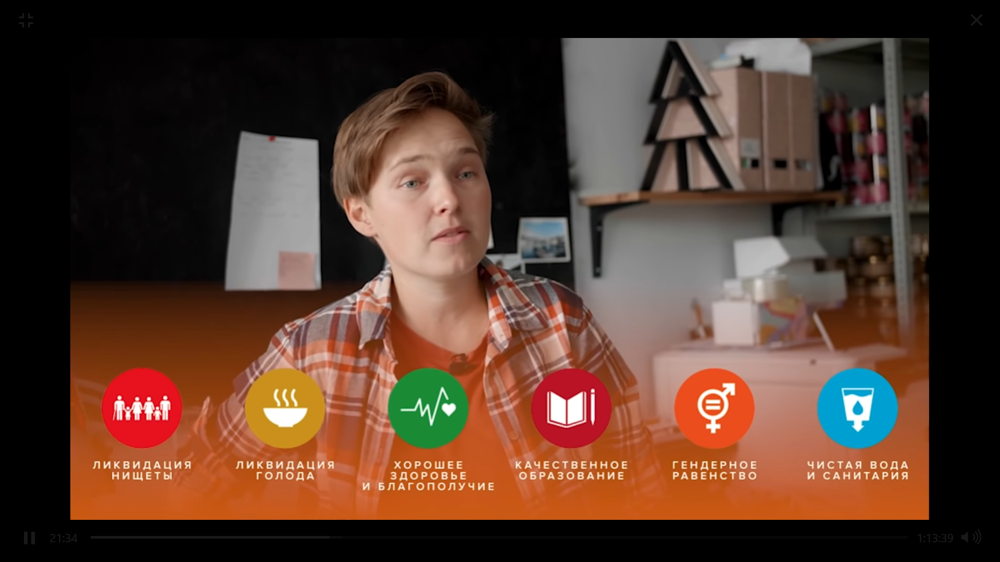 ЛИКВИДАЦИЯ
НИЩЕТЫ
ЛИКВИДАЦИЯ
ГОЛОДА
ХОРОШЕЕ
ЗДОРОВЬЕ
И БЛАГОПОЛУЧИЕ
КАЧЕСТВЕННОЕ
ОБРАЗОВАНИЕ
ГЕНДЕРНОЕ
РАВЕНСТВО
ЧИСТАЯ ВОДА
И САНИТАРИЯ
21:34
1:13:39